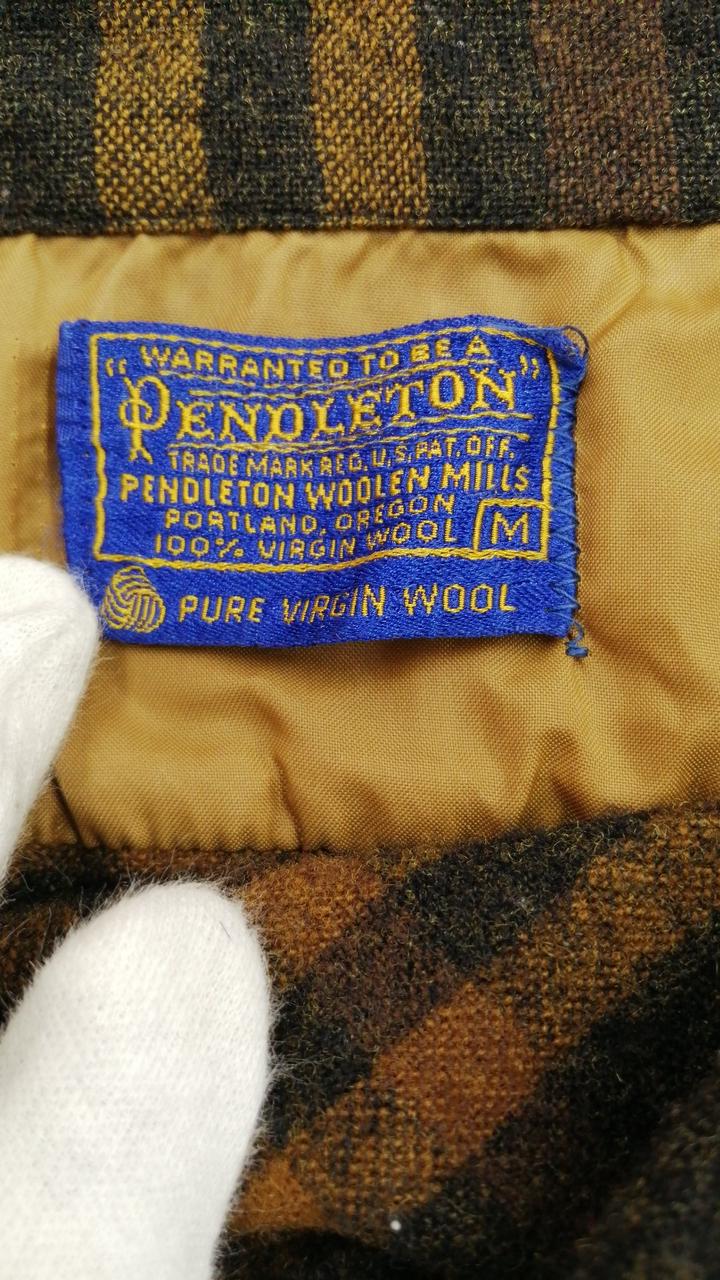 WARRANTED TO BE A
"PENDLETON"
TRADE MARK REG. U.S. PAT. OFF.
PENDLETON WOOLEN MILLS
PORTLAND, OREGON
100% VIRGIN WOOL M
PURE VIRGIN WOOL